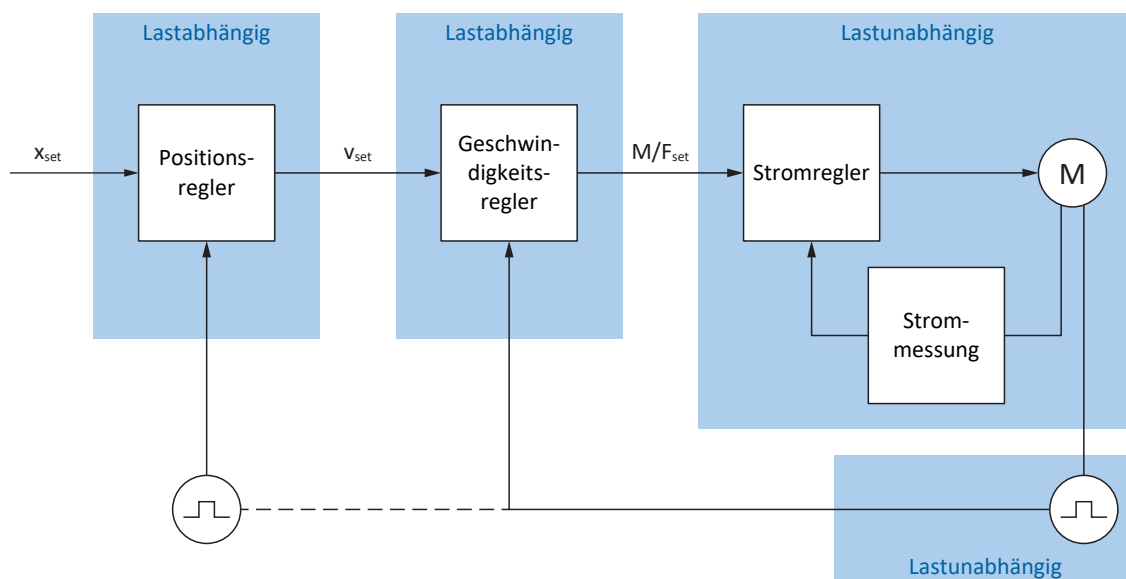 Lastabhängig
Lastabhängig
Lastunabhängig
xset
Positions-
regler
vset
Geschwin-
digkeits-
regler
M/Fset
Stromregler
M
Strom-
messung
Lastunabhängig